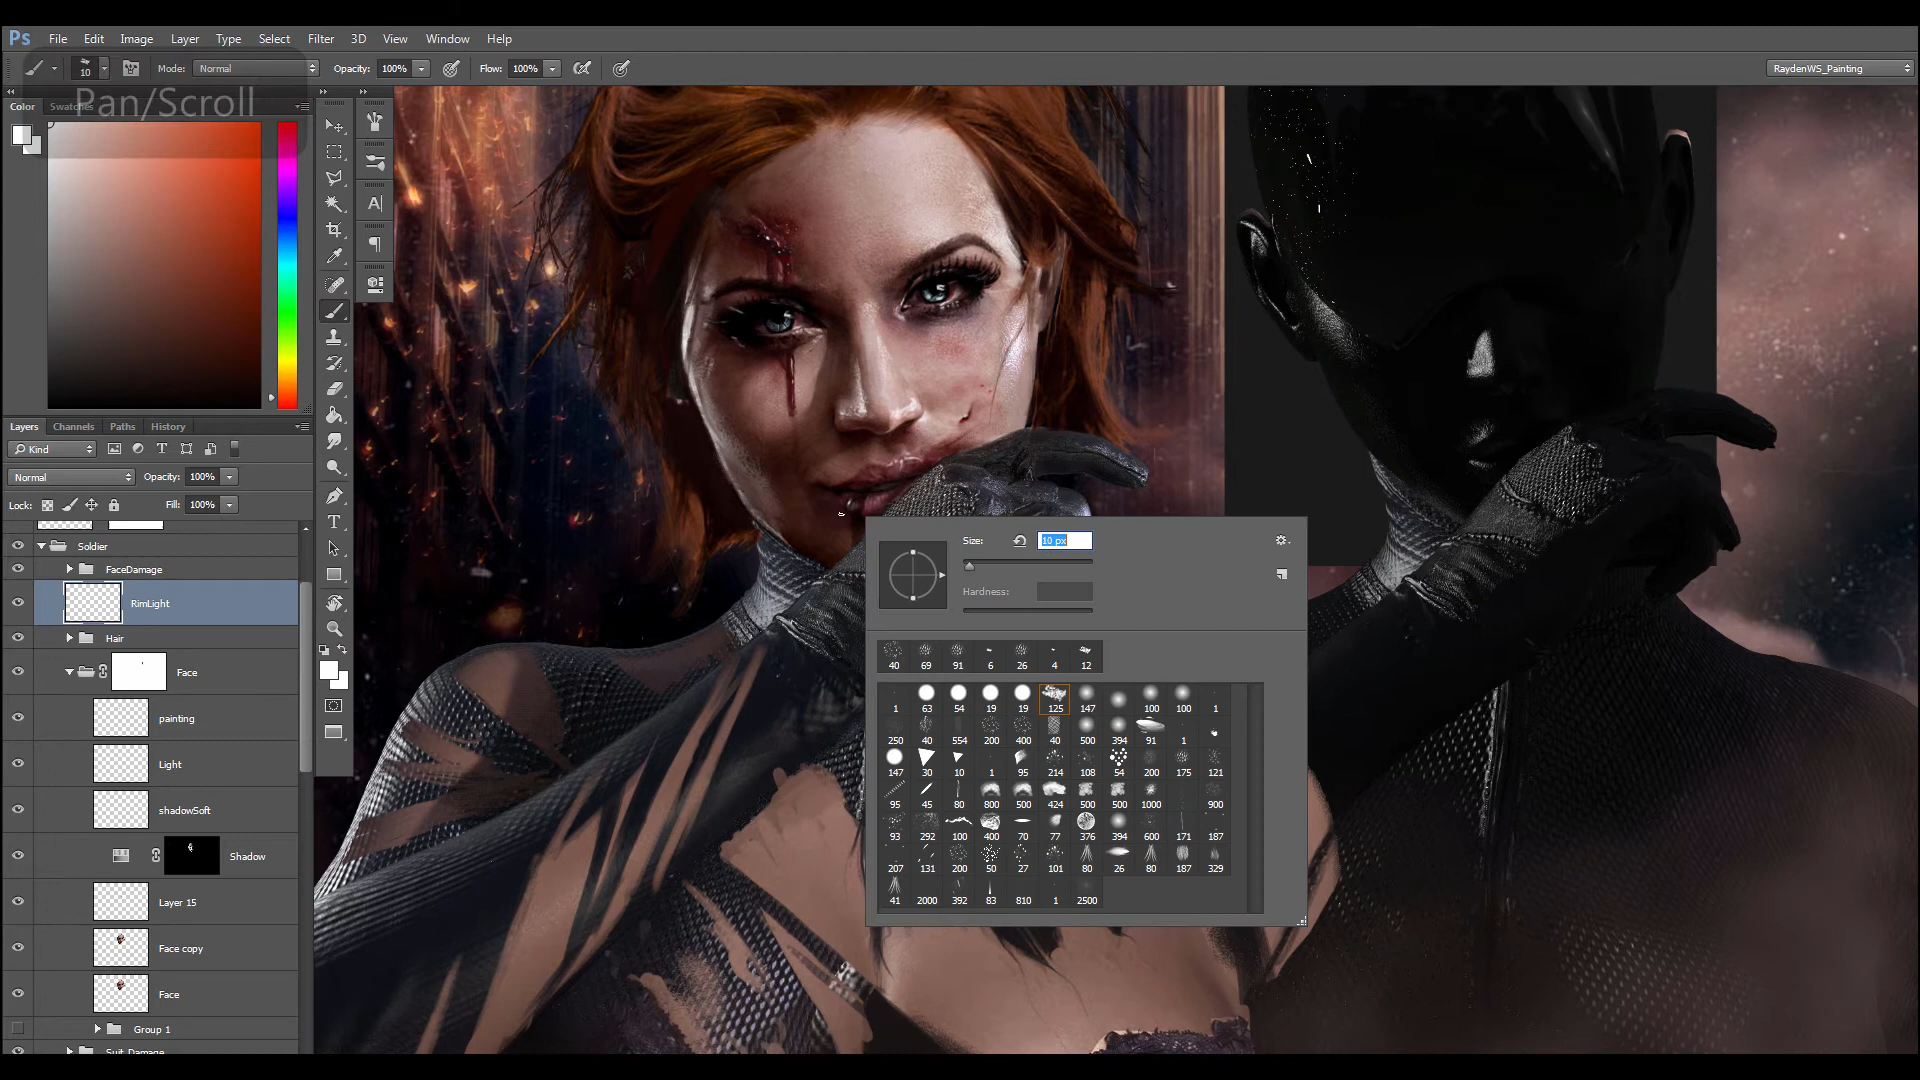 Ps File Edit Image Layer Type Select Filter 3D View Window Help
10 Mode: Normal Opacity: 100% Flow: 100% RaydenWS_Painting
Pan/Scroll
Color Swatches
Layers Channels Paths History
Kind
Normal Opacity: 100%
Lock: Fill: 100%
Soldier
FaceDamage
RimLight
Hair
Face
painting
Light
shadowSoft
Shadow
Layer 15
Face copy
Face
Group 1
Suit_Damage
Size: 10 px
Hardness:
40 69 91 6 26 4 12
1 63 54 19 19 125 147 100 100 1
250 40 554 200 400 40 500 394 91 1
147 30 10 1 95 214 108 54 200 175 121
95 45 80 800 500 424 500 500 1000 900
93 292 100 400 70 77 376 394 600 171 187
207 131 200 50 27 101 80 26 80 187 329
41 2000 392 83 810 1 2500